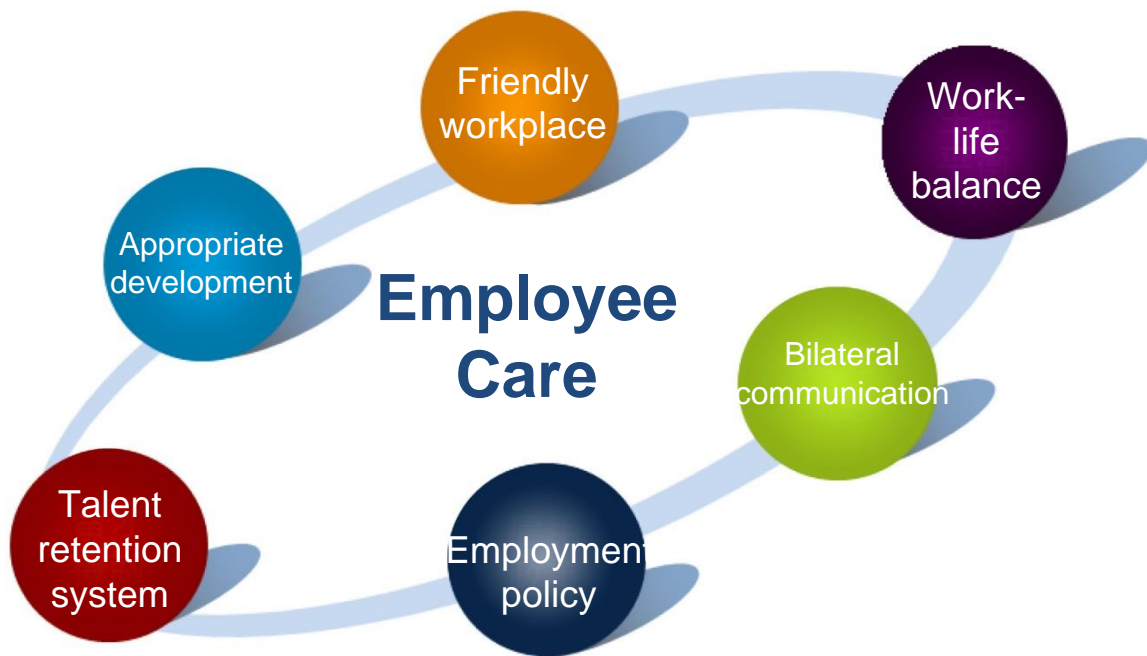 Friendly
workplace
Work-
life
balance
Appropriate
development
Employee
Care
Bilateral
communication
Talent
retention
system
Employment
policy